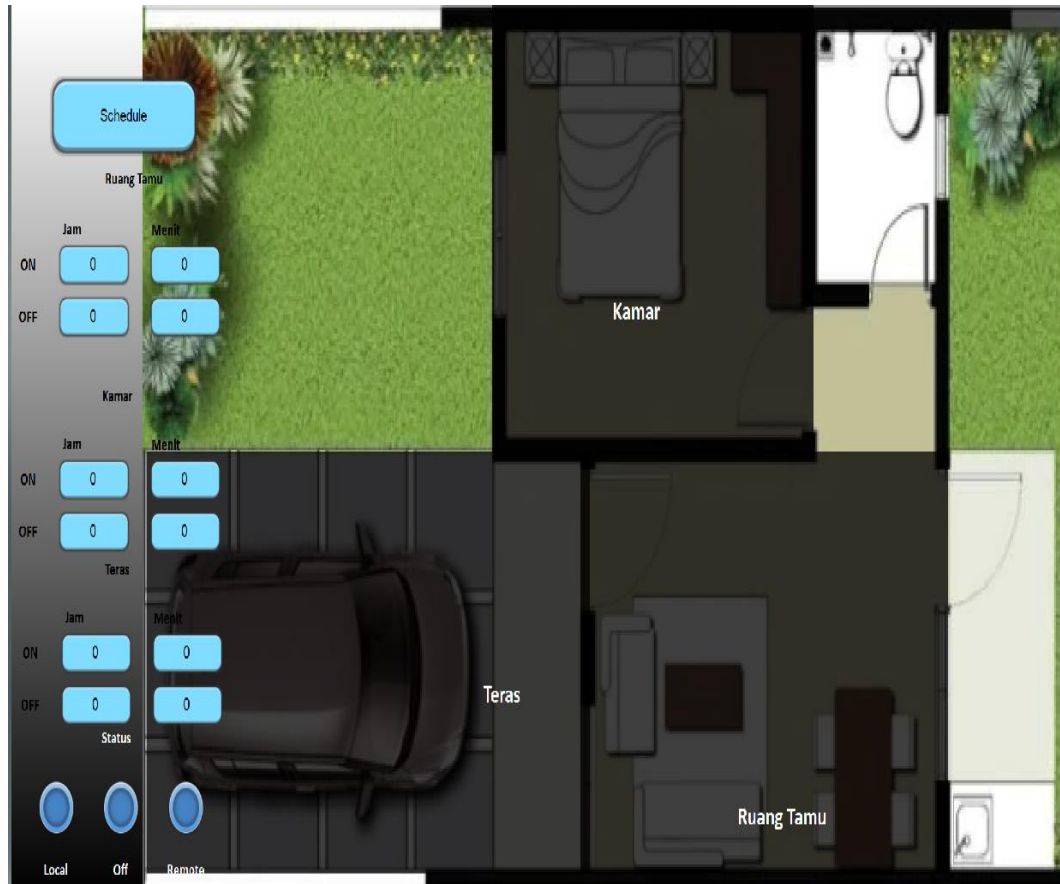 Schedule
Ruang Tamu
Jam Menit
ON 0 0
OFF 0 0
Kamar
Jam Menit
ON 0 0
OFF 0 0
Teras
Jam Menit
ON 0 0
OFF 0 0
Status
Local Off Remote
Kamar
Teras
Ruang Tamu